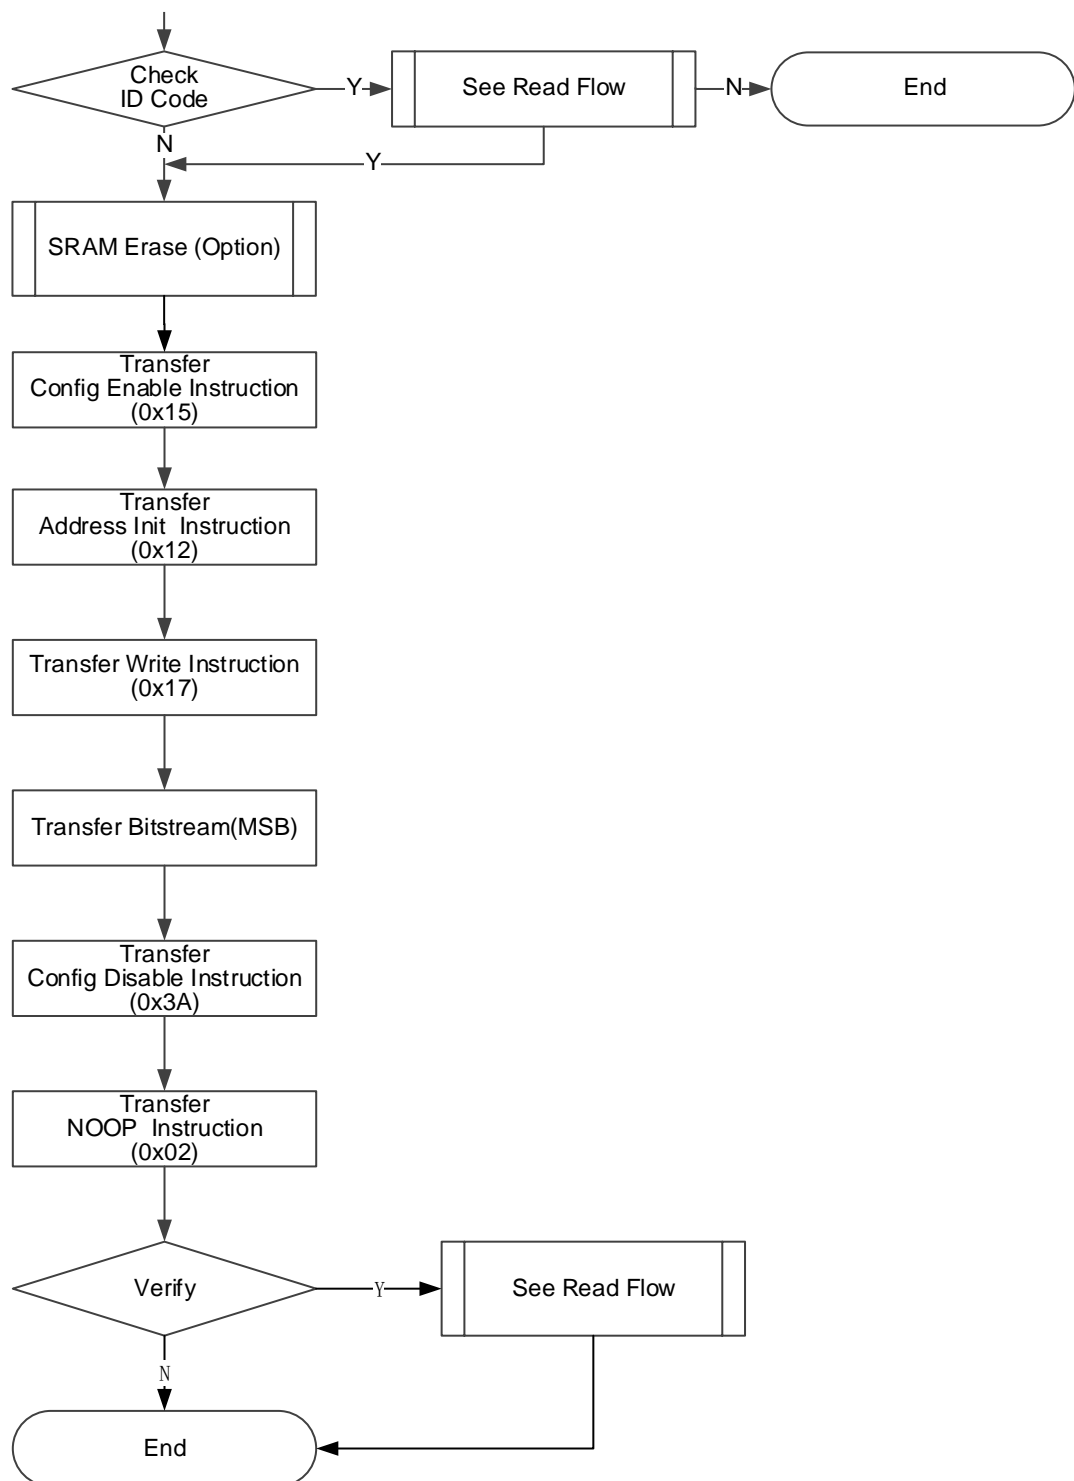 Check
ID Code
Y
See Read Flow
N
End
N
Y
SRAM Erase (Option)
Transfer
Config Enable Instruction
(0x15)
Transfer
Address Init  Instruction
(0x12)
Transfer Write Instruction
(0x17)
Transfer Bitstream(MSB)
Transfer
Config Disable Instruction
(0x3A)
Transfer
NOOP  Instruction
(0x02)
Verify
Y
See Read Flow
N
End